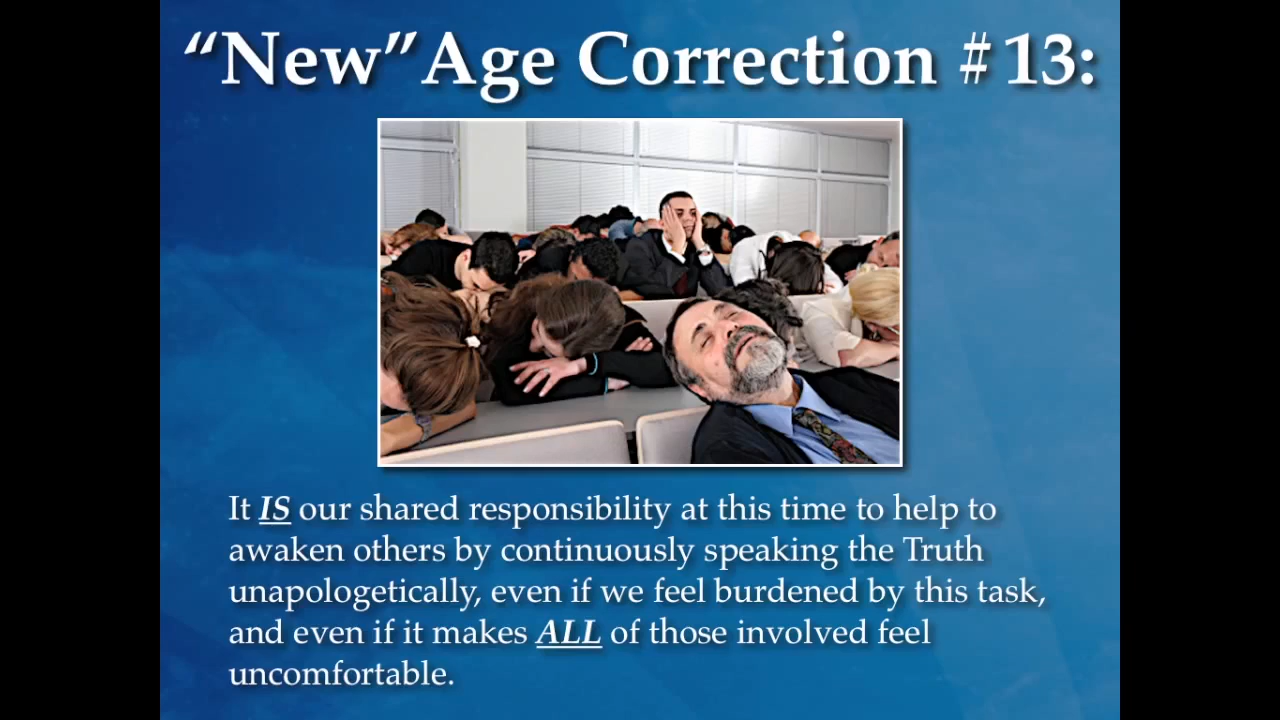 “New” Age Correction #13:
It IS our shared responsibility at this time to help to
awaken others by continuously speaking the Truth
unapologetically, even if we feel burdened by this task,
and even if it makes ALL of those involved feel
uncomfortable.